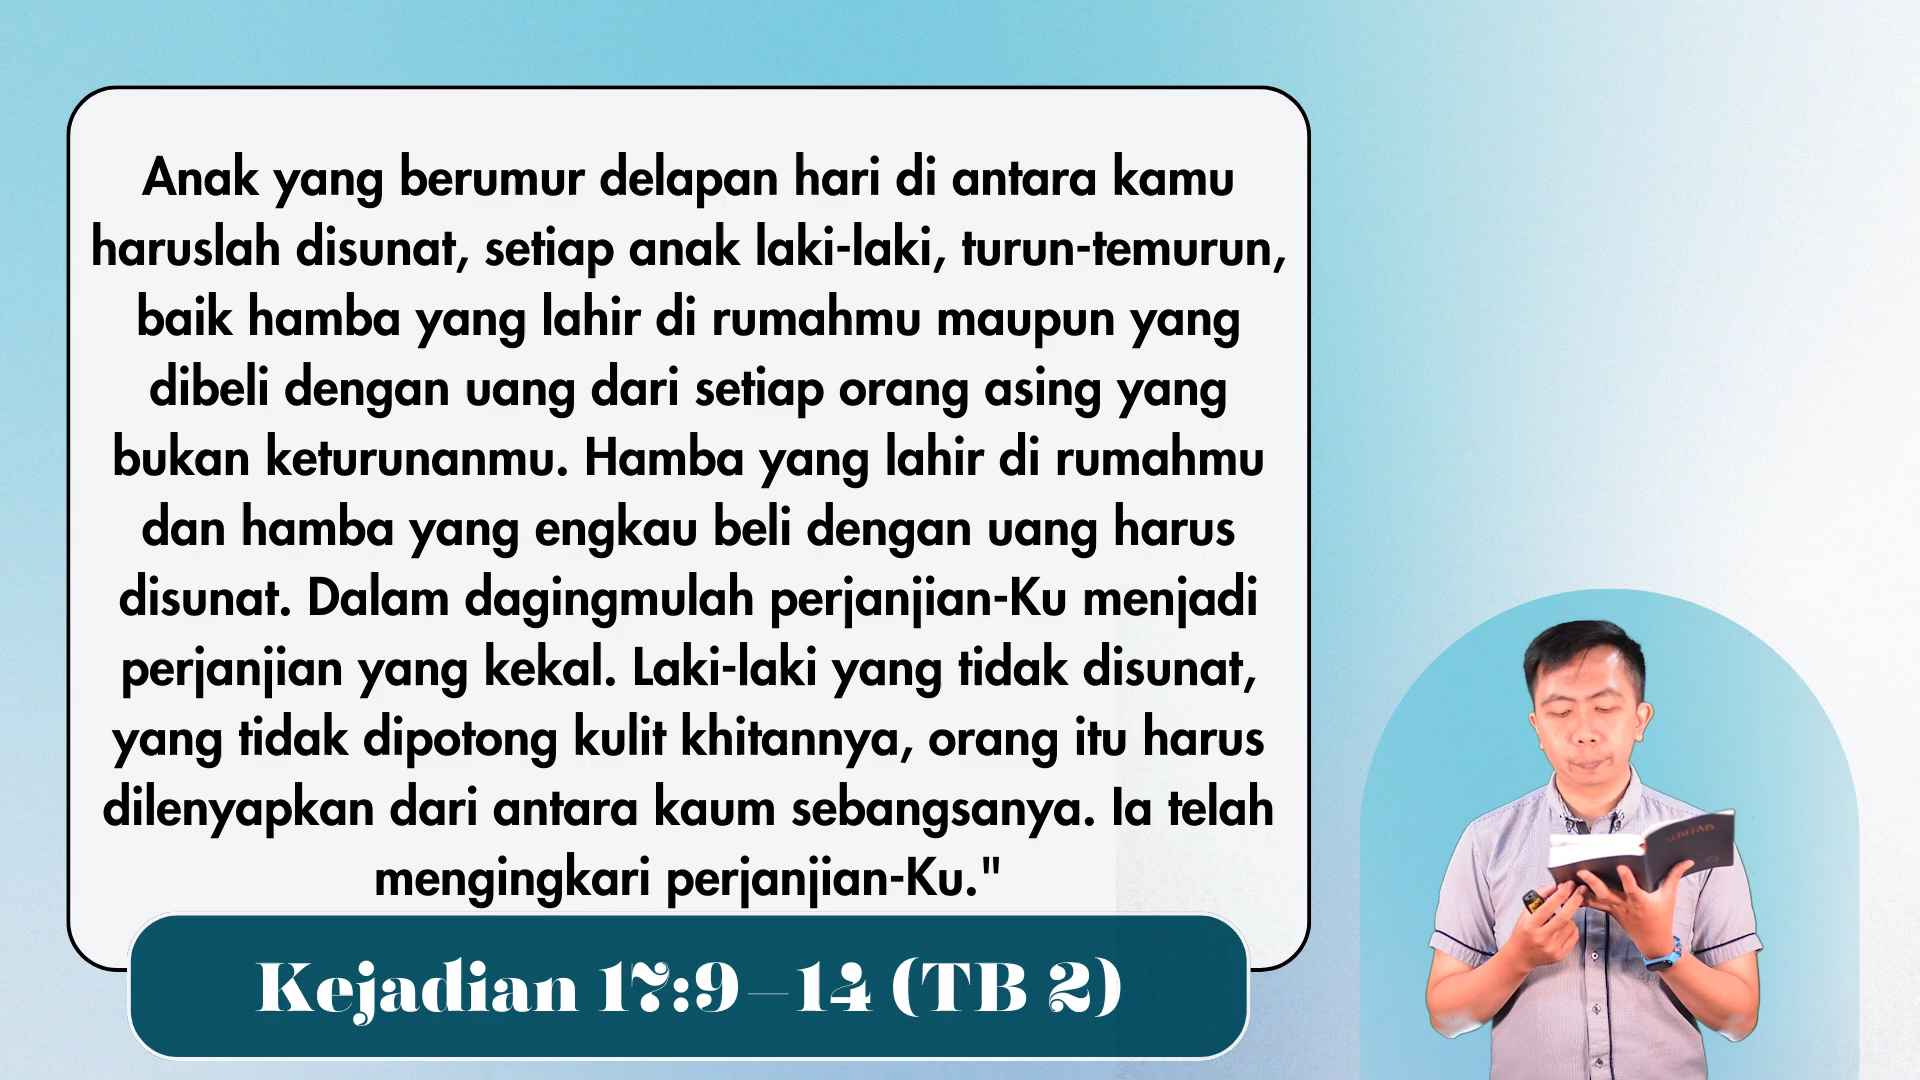 Anak yang berumur delapan hari di antara kamu
haruslah disunat, setiap anak laki-laki, turun-temurun,
baik hamba yang lahir di rumahmu maupun yang
dibeli dengan uang dari setiap orang asing yang
bukan keturunanmu. Hamba yang lahir di rumahmu
dan hamba yang engkau beli dengan uang harus
disunat. Dalam dagingmulah perjanjian-Ku menjadi
perjanjian yang kekal. Laki-laki yang tidak disunat,
yang tidak dipotong kulit khitannya, orang itu harus
dilenyapkan dari antara kaum sebangsanya. Ia telah
mengingkari perjanjian-Ku."
Kejadian 17:9–14 (TB 2)